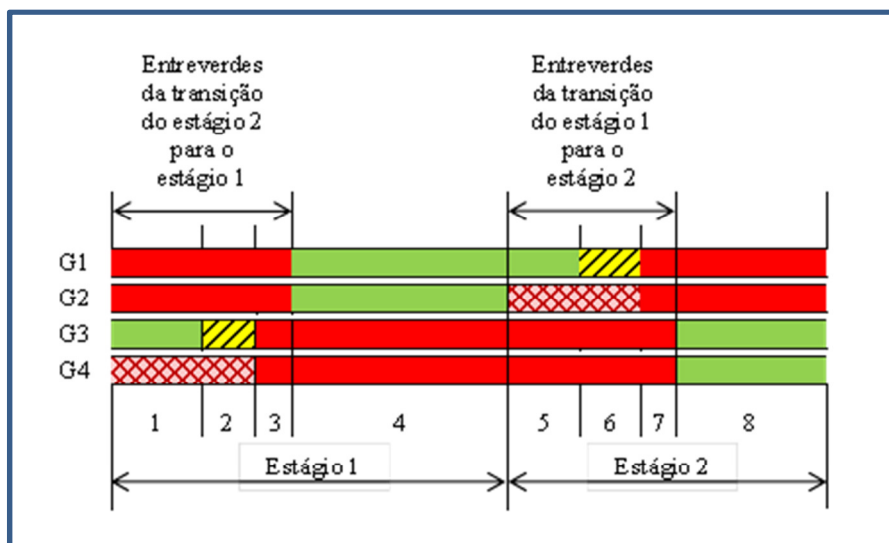 Entreverdes
da transição
do estágio 2
para o
estágio 1
Entreverdes
da transição
do estágio 1
para o
estágio 2
G1
G2
G3
G4
1 2 3 4 5 6 7 8
Estágio 1 Estágio 2